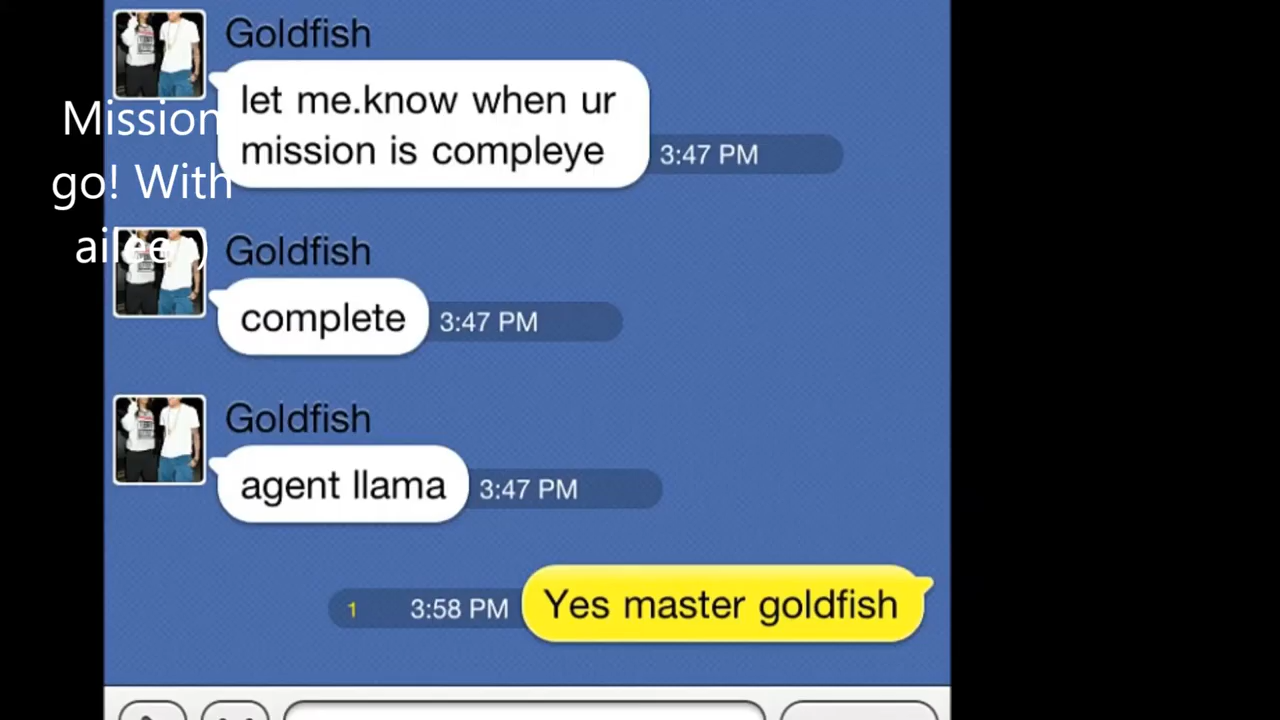 Goldfish
let me.know when ur
mission is compleye
3:47 PM
Mission
go! With
Goldfish
complete
3:47 PM
Goldfish
agent llama
3:47 PM
1
3:58 PM
Yes master goldfish